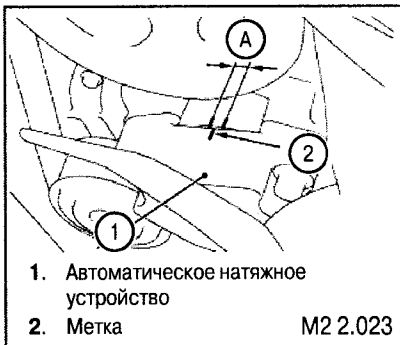 A
2
1
1. Автоматическое натяжное
устройство
2. Метка M2 2.023